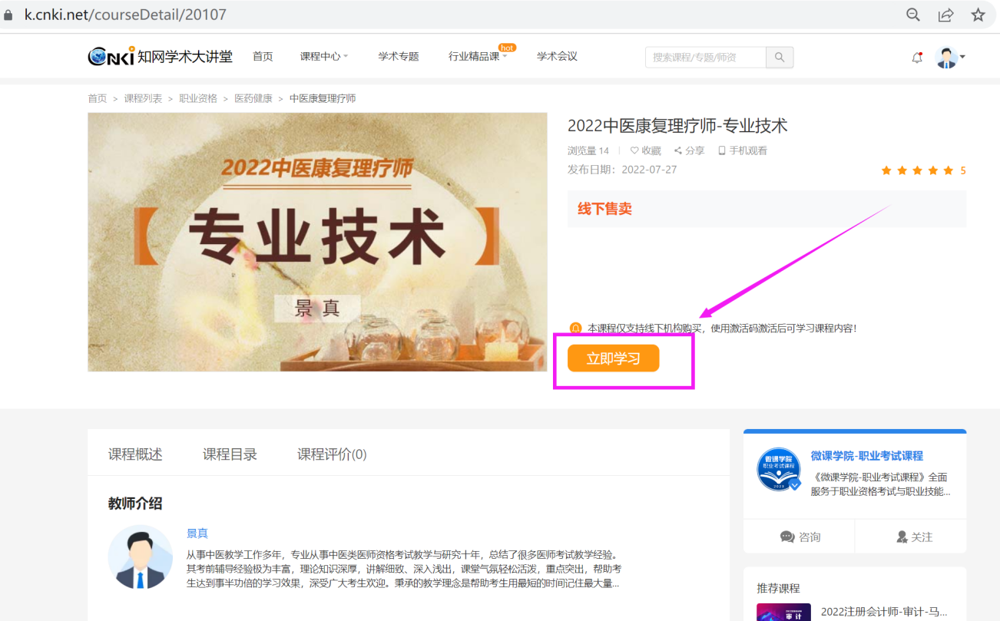 k.cnki.net/courseDetail/20107
CNKI 知网学术大讲堂 首页 课程中心 学术专题 行业精品课 hot 学术会议 搜索课程/专题/师资
首页 > 课程列表 > 职业资格 > 医药健康 > 中医康复理疗师
2022中医康复理疗师
【专业技术】
景真
2022中医康复理疗师-专业技术
浏览量 14 收藏 分享 手机观看
发布日期：2022-07-27 5
线下售卖
本课程仅支持线下机构购买，使用激活码激活后可学习课程内容！
立即学习
课程概述 课程目录 课程评价(0)
教师介绍
景真
从事中医教学工作多年，专业从事中医类医师资格考试教学与研究十年，总结了很多医师考试教学经验。
其考前辅导经验极为丰富，理论知识深厚，讲解细致、深入浅出，课堂气氛轻松活泼，重点突出，帮助考
生达到事半功倍的学习效果，深受广大考生欢迎。秉承的教学理念是帮助考生用最短的时间记住最大量...
微课学院
职业考试课程
2023
微课学院-职业考试课程
《微课学院-职业考试课程》全面
服务于职业资格考试与职业技能...
咨询 关注
推荐课程
审计
2022注册会计师-审计-马...